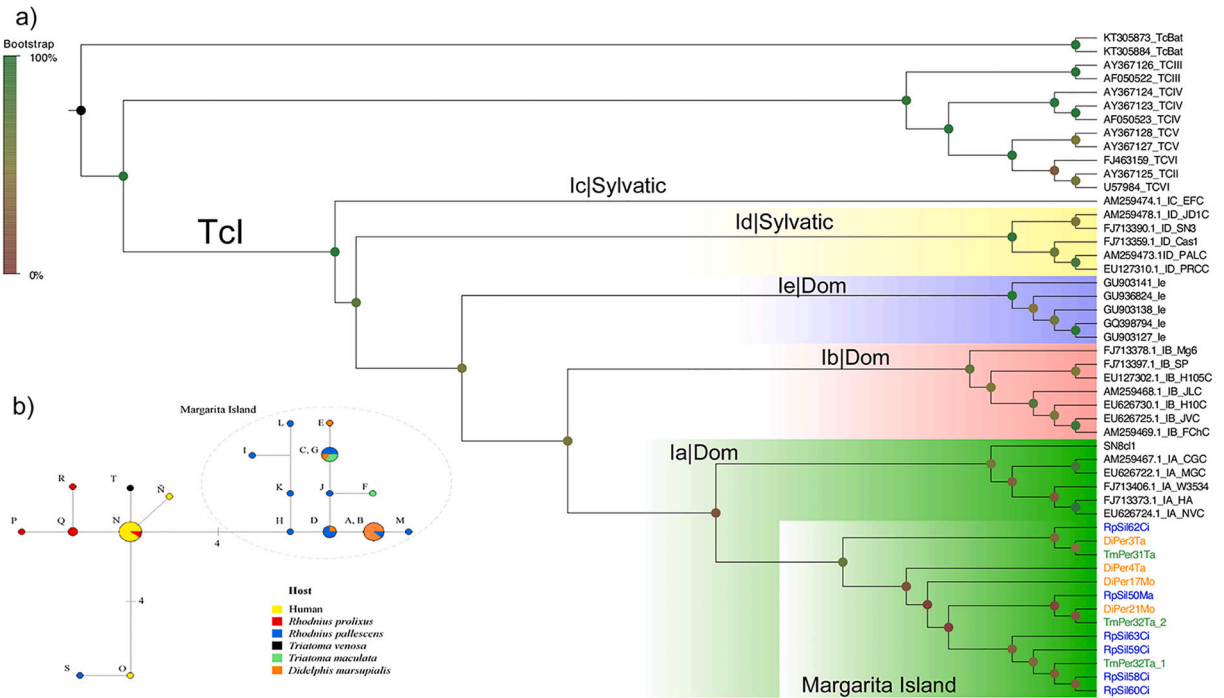 a)
Bootstrap
100%
0%
TcI
Ic|Sylvatic
Id|Sylvatic
Ie|Dom
Ib|Dom
Ia|Dom
Margarita Island
KT305873_TcBat
KT305884_TcBat
AY367126_TCIII
AF050522_TCIII
AY367124_TCIV
AY367123_TCIV
AF050523_TCIV
AY367128_TCV
AY367127_TCV
FJ463159_TCVI
AY367125_TCII
U57984_TCVI
AM259474.1_IC_EFC
AM259478.1_ID_JD1C
FJ713390.1_ID_SN3
FJ713359.1_ID_Cas1
AM259473.1ID_PALC
EU127310.1_ID_PRCC
GU903141_Ie
GU936824_Ie
GU903138_Ie
GQ398794_Ie
GU903127_Ie
FJ713378.1_IB_Mg6
FJ713397.1_IB_SP
EU127302.1_IB_H105C
AM259468.1_IB_JLC
EU626730.1_IB_H10C
EU626725.1_IB_JVC
AM259469.1_IB_FChC
SN8cl1
AM259467.1_IA_CGC
EU626722.1_IA_MGC
FJ713406.1_IA_W3534
FJ713373.1_IA_HA
EU626724.1_IA_NVC
RpSil62Ci
DiPer3Ta
TmPer31Ta
DiPer4Ta
DiPer17Mo
RpSil50Ma
DiPer21Mo
TmPer32Ta_2
RpSil63Ci
RpSil59Ci
TmPer32Ta_1
RpSil58Ci
RpSil60Ci
b)
Margarita Island
L
E
I
C, G
K
J
F
H
D
A, B
M
R
T
Ñ
P
Q
N
4
4
S
O
Host
Human
Rhodnius prolixus
Rhodnius pallescens
Triatoma venosa
Triatoma maculata
Didelphis marsupialis